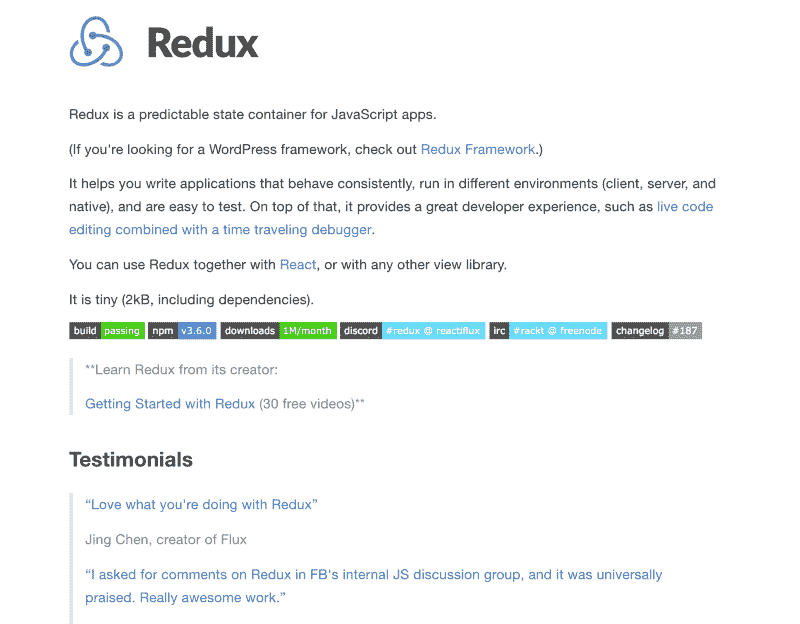 Redux
Redux is a predictable state container for JavaScript apps.
(If you're looking for a WordPress framework, check out Redux Framework.)
It helps you write applications that behave consistently, run in different environments (client, server, and
native), and are easy to test. On top of that, it provides a great developer experience, such as live code
editing combined with a time traveling debugger.
You can use Redux together with React, or with any other view library.
It is tiny (2kB, including dependencies).
build passing npm v3.6.0 downloads 1M/month discord #redux @ reactiflux irc #rackt @ freenode changelog #187
**Learn Redux from its creator:
Getting Started with Redux (30 free videos)**
Testimonials
“Love what you're doing with Redux”
Jing Chen, creator of Flux
“I asked for comments on Redux in FB's internal JS discussion group, and it was universally
praised. Really awesome work.”